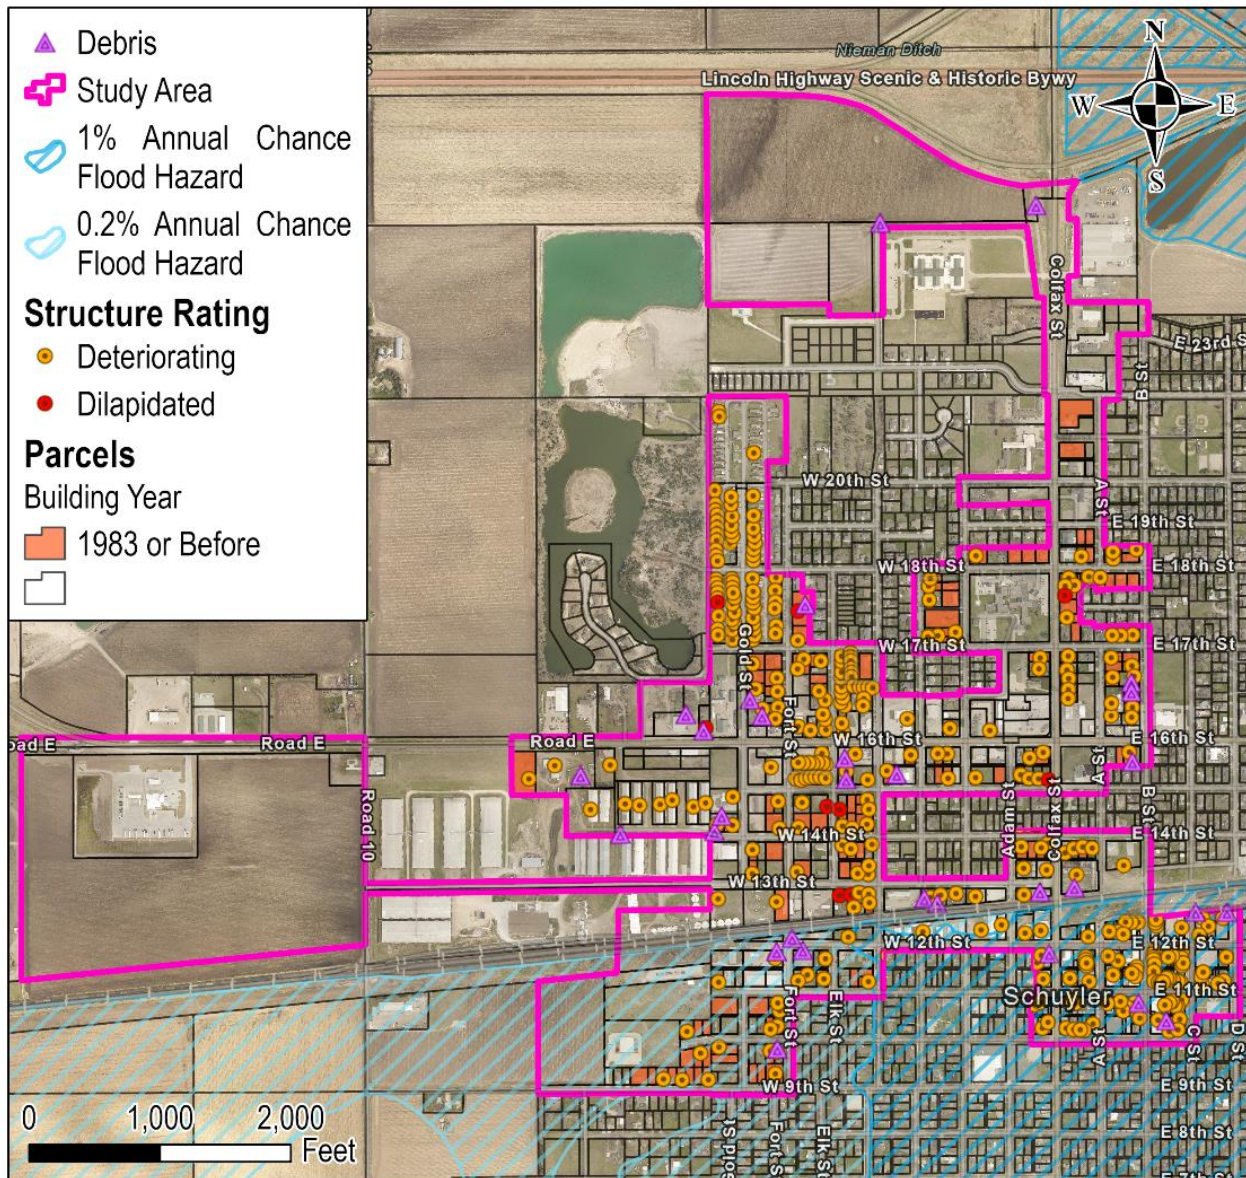 Debris
Study Area
1% Annual Chance
Flood Hazard
0.2% Annual Chance
Flood Hazard
Structure Rating
Deteriorating
Dilapidated
Parcels
Building Year
1983 or Before
Nieman Ditch
Lincoln Highway Scenic & Historic Bywy
N
W
E
S
Colfax St
E 23rd S
B St
W 20th St
A St
E 19th St
W 18th St
E 18th St
Gold St
W 17th St
E 17th St
Fort St
oad E
Road E
Road E
W 16th St
E 16th St
A St
Road 10
Adam St
Colfax St
B St
W 14th St
E 14th St
W 13th St
W 12th St
E 12th St
Schuyler
E 11th St
Fort St
Elk St
A St
C St
D St
W 9th St
E 9th St
Fort St
Elk St
E 8th St
E 7th St
0
1,000
2,000
Feet